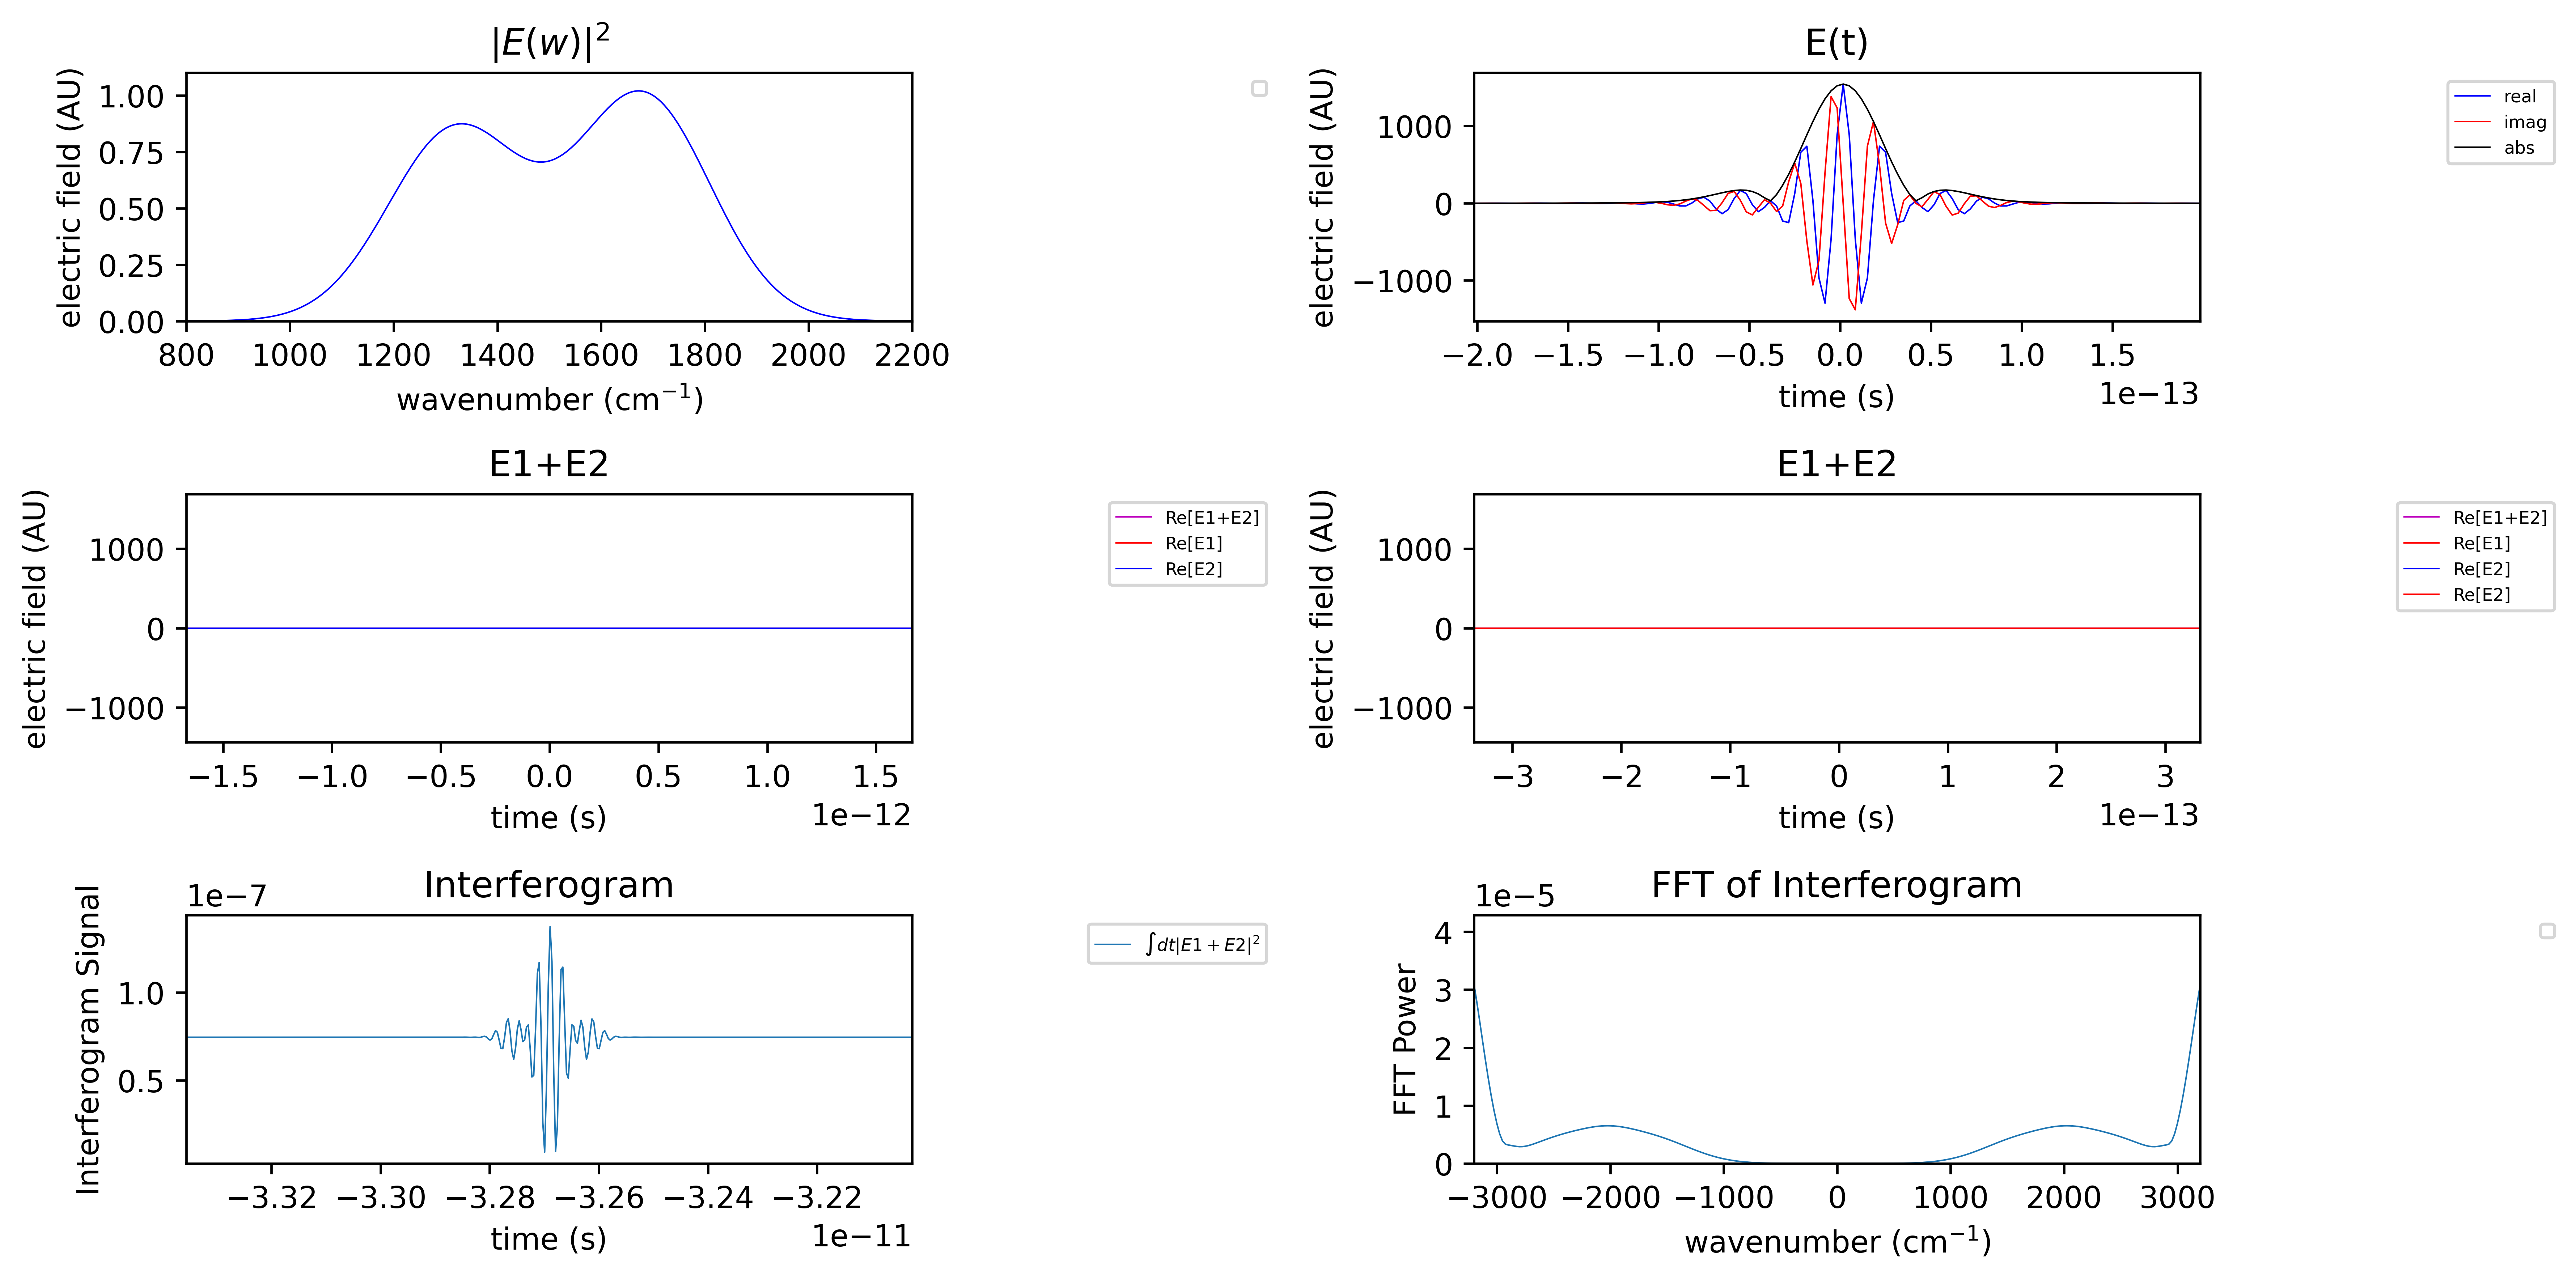 |E(w)|²
electric field (AU)
1.00
0.75
0.50
0.25
0.00
800 1000 1200 1400 1600 1800 2000 2200
wavenumber (cm⁻¹)
E(t)
electric field (AU)
1000
0
−1000
−2.0 −1.5 −1.0 −0.5 0.0 0.5 1.0 1.5
1e−13
time (s)
real
imag
abs
E1+E2
electric field (AU)
1000
0
−1000
−1.5 −1.0 −0.5 0.0 0.5 1.0 1.5
1e−12
time (s)
Re[E1+E2]
Re[E1]
Re[E2]
E1+E2
electric field (AU)
1000
0
−1000
−3 −2 −1 0 1 2 3
1e−13
time (s)
Re[E1+E2]
Re[E1]
Re[E2]
Re[E2]
Interferogram
1e−7
Interferogram Signal
1.0
0.5
−3.32 −3.30 −3.28 −3.26 −3.24 −3.22
1e−11
time (s)
∫dt|E1 + E2|²
FFT of Interferogram
1e−5
FFT Power
4
3
2
1
0
−3000 −2000 −1000 0 1000 2000 3000
wavenumber (cm⁻¹)